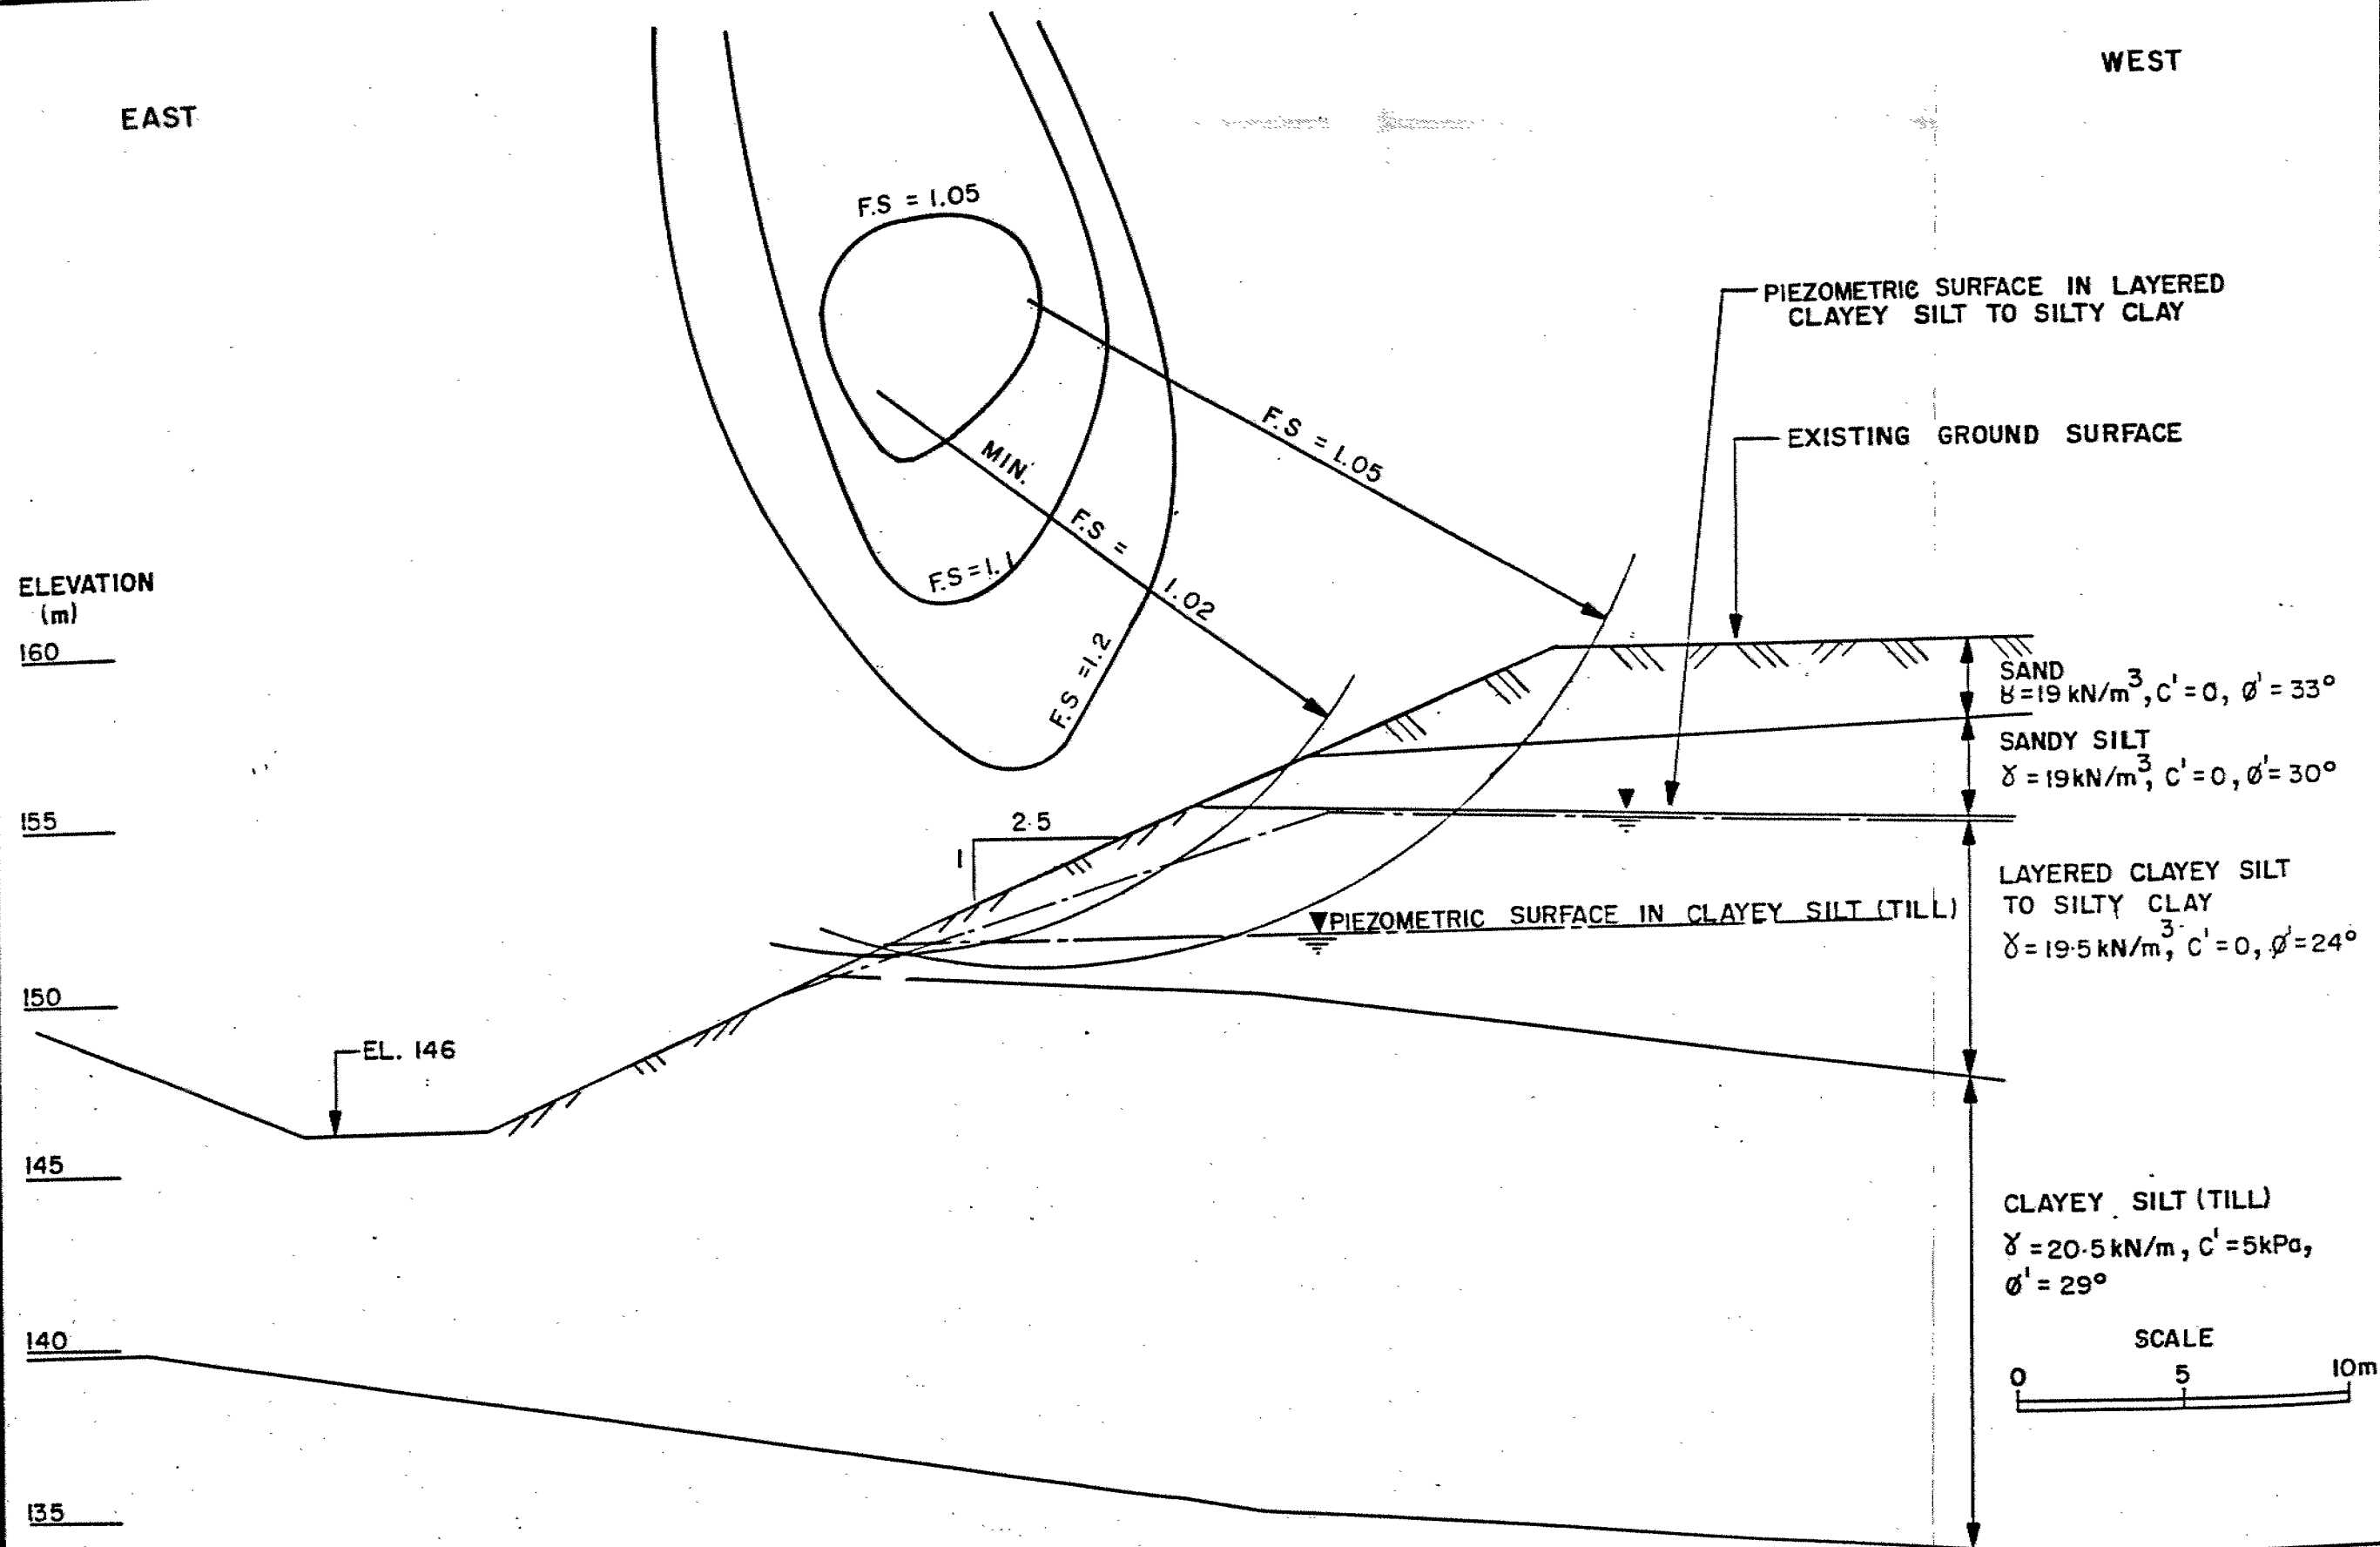 WEST
EAST
F.S = 1.05
PIEZOMETRIC SURFACE IN LAYERED
CLAYEY SILT TO SILTY CLAY
F.S = 1.05
EXISTING GROUND SURFACE
MIN. F.S = 1.02
F.S = 1.1
F.S = 1.2
ELEVATION
(m)
160
SAND
γ = 19 kN/m³, C' = 0, ø' = 33°
SANDY SILT
γ = 19 kN/m³, C' = 0, ø' = 30°
155
2.5
1
LAYERED CLAYEY SILT
TO SILTY CLAY
γ = 19.5 kN/m³, C' = 0, ø' = 24°
PIEZOMETRIC SURFACE IN CLAYEY SILT (TILL)
150
EL. 146
145
CLAYEY SILT (TILL)
γ = 20.5 kN/m, C' = 5kPa,
ø' = 29°
140
SCALE
0 5 10m
135